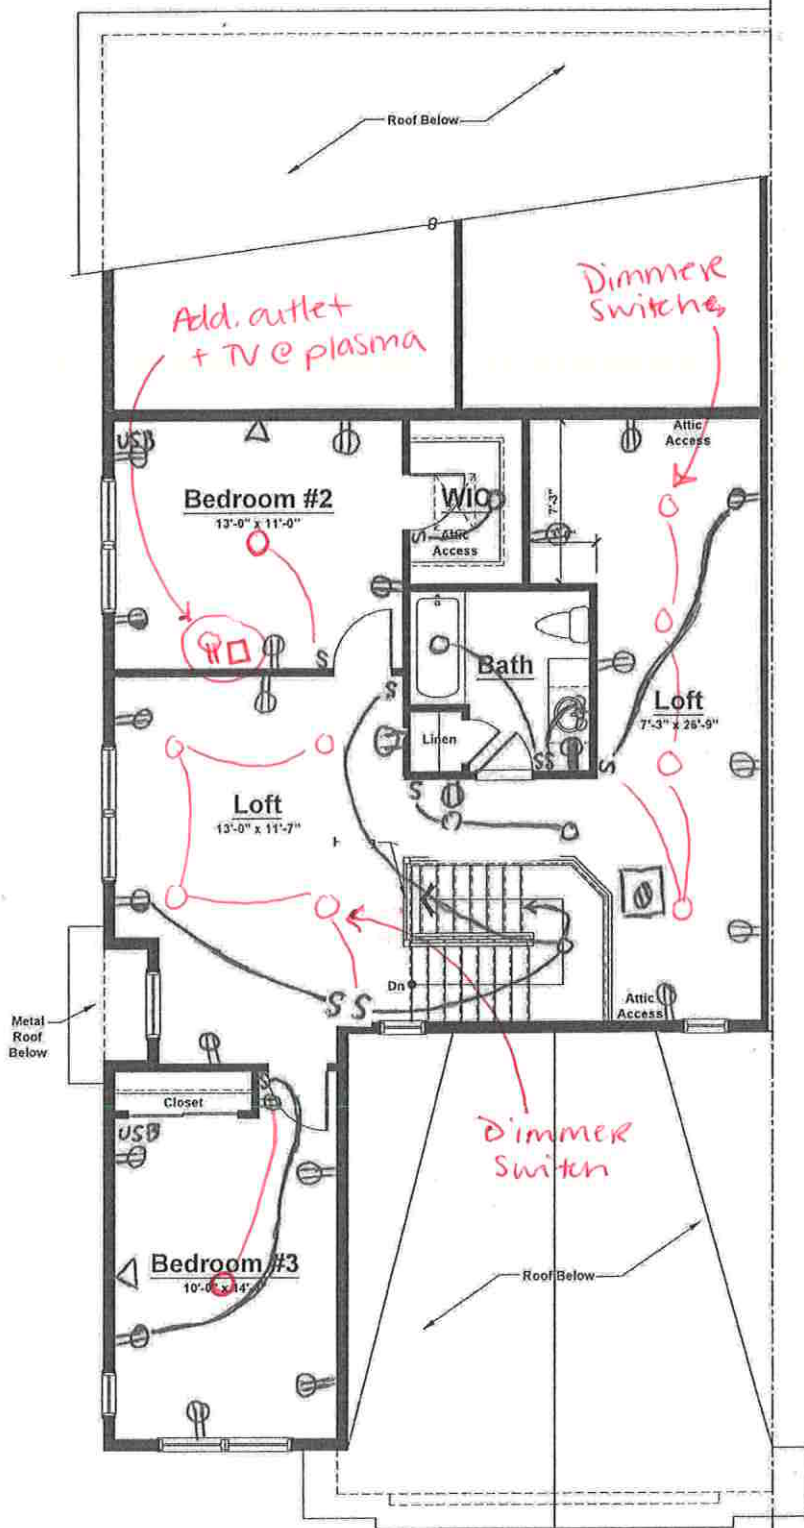 Roof Below
Dimmer
Switches
Add. outlet
+ TV @ plasma
USB
Attic
Access
Bedroom #2
13'-0" x 11'-0"
WIC
S
Attic
Access
7'-3"
S
Bath
S
Linen
SS
Loft
7'-3" x 26'-9"
S
S
Loft
13'-0" x 11'-7"
Dn
S S
Attic
Access
Metal
Roof
Below
S
Closet
USB
Dimmer
Switch
Bedroom #3
Roof Below